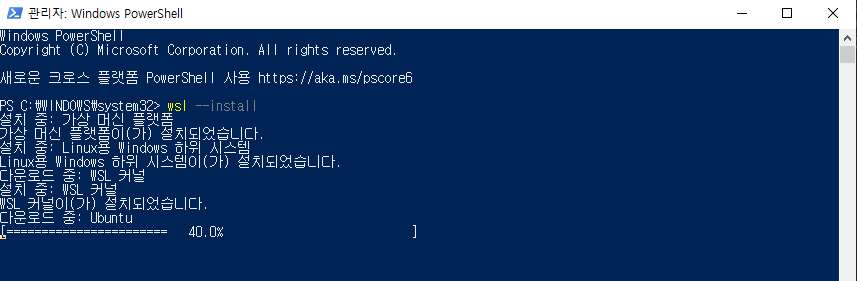 관리자: Windows PowerShell
Windows PowerShell
Copyright (C) Microsoft Corporation. All rights reserved.
새로운 크로스 플랫폼 PowerShell 사용 https://aka.ms/pscore6
PS C:₩WINDOWS₩system32> wsl --install
설치 중: 가상 머신 플랫폼
가상 머신 플랫폼이(가) 설치되었습니다.
설치 중: Linux용 Windows 하위 시스템
Linux용 Windows 하위 시스템이(가) 설치되었습니다.
다운로드 중: WSL 커널
설치 중: WSL 커널
WSL 커널이(가) 설치되었습니다.
다운로드 중: Ubuntu
[======================= 40.0% ]